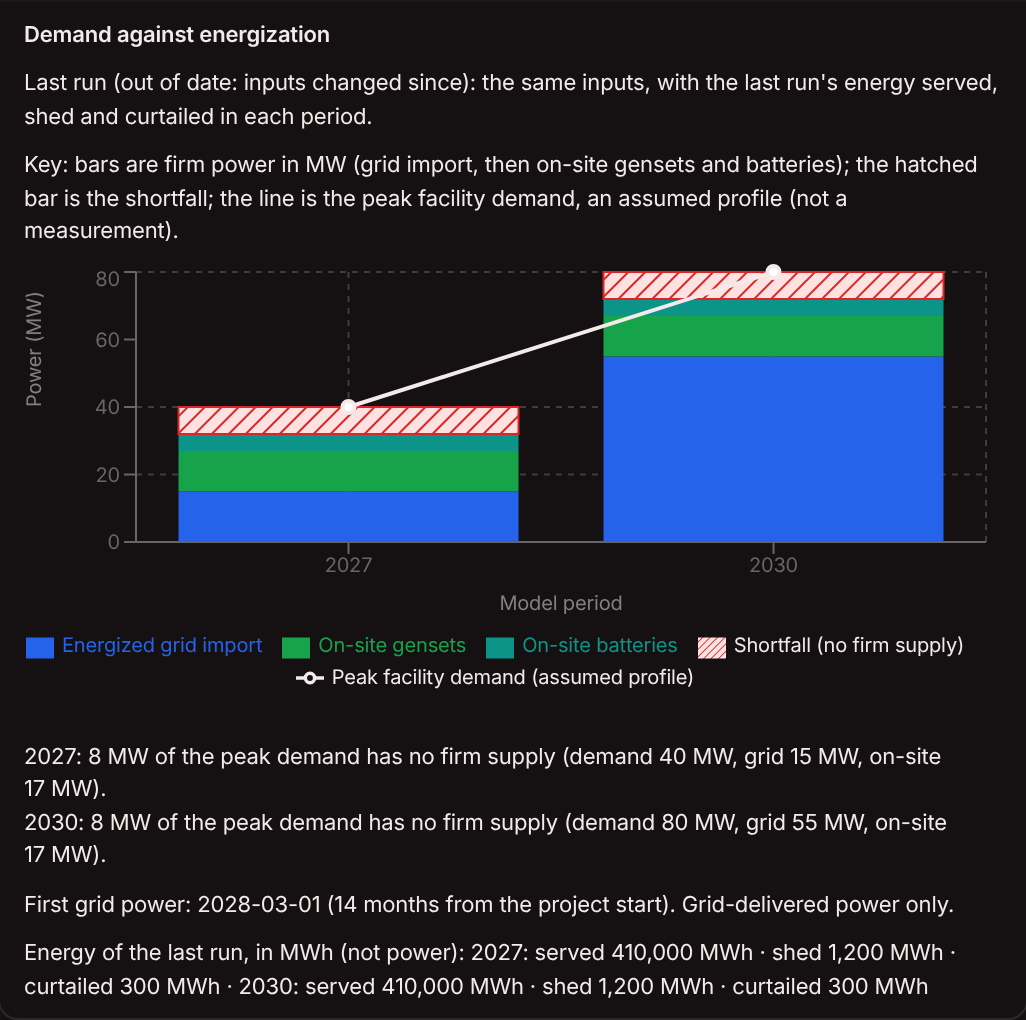 Demand against energization
Last run (out of date: inputs changed since): the same inputs, with the last run's energy served,
shed and curtailed in each period.
Key: bars are firm power in MW (grid import, then on-site gensets and batteries); the hatched
bar is the shortfall; the line is the peak facility demand, an assumed profile (not a
measurement).
Power (MW)
80
60
40
20
0
2027
2030
Model period
Energized grid import
On-site gensets
On-site batteries
Shortfall (no firm supply)
Peak facility demand (assumed profile)
2027: 8 MW of the peak demand has no firm supply (demand 40 MW, grid 15 MW, on-site
17 MW).
2030: 8 MW of the peak demand has no firm supply (demand 80 MW, grid 55 MW, on-site
17 MW).
First grid power: 2028-03-01 (14 months from the project start). Grid-delivered power only.
Energy of the last run, in MWh (not power): 2027: served 410,000 MWh · shed 1,200 MWh ·
curtailed 300 MWh · 2030: served 410,000 MWh · shed 1,200 MWh · curtailed 300 MWh